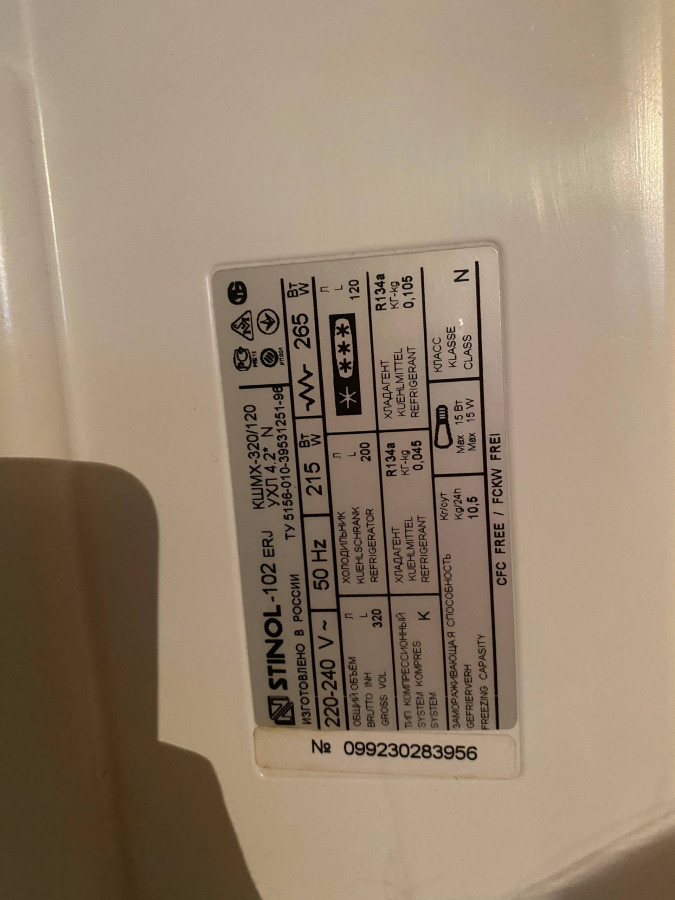 STINOL-102 ERJ
КШМХ-320/120
УХЛ 4.2* N
ИЗГОТОВЛЕНО В РОССИИ
ТУ 5156-010-39531251-96
220-240 V ~
50 Hz
215 Вт W
265 Вт W
ОБЩИЙ ОБЪЁМ Л
BRUTTO INH L
GROSS VOL 320
ХОЛОДИЛЬНИК Л
KUEHLSCHRANK L
REFRIGERATOR 200
Л
L
120
ТИП КОМПРЕССИОННЫЙ
SYSTEM KOMPRES K
SYSTEM
ХЛАДАГЕНТ R134a
KUEHLMITTEL КГ-kg
REFRIGERANT 0,045
ХЛАДАГЕНТ R134a
KUEHLMITTEL КГ-kg
REFRIGERANT 0,105
ЗАМОРАЖИВАЮЩАЯ СПОСОБНОСТЬ Кг/сут
GEFRIERVERH Kg/24h
FREEZING CAPACITY 10,5
Max 15 Вт
Max 15 W
КЛАСС
KLASSE N
CLASS
CFC FREE / FCKW FREI
№ 099230283956